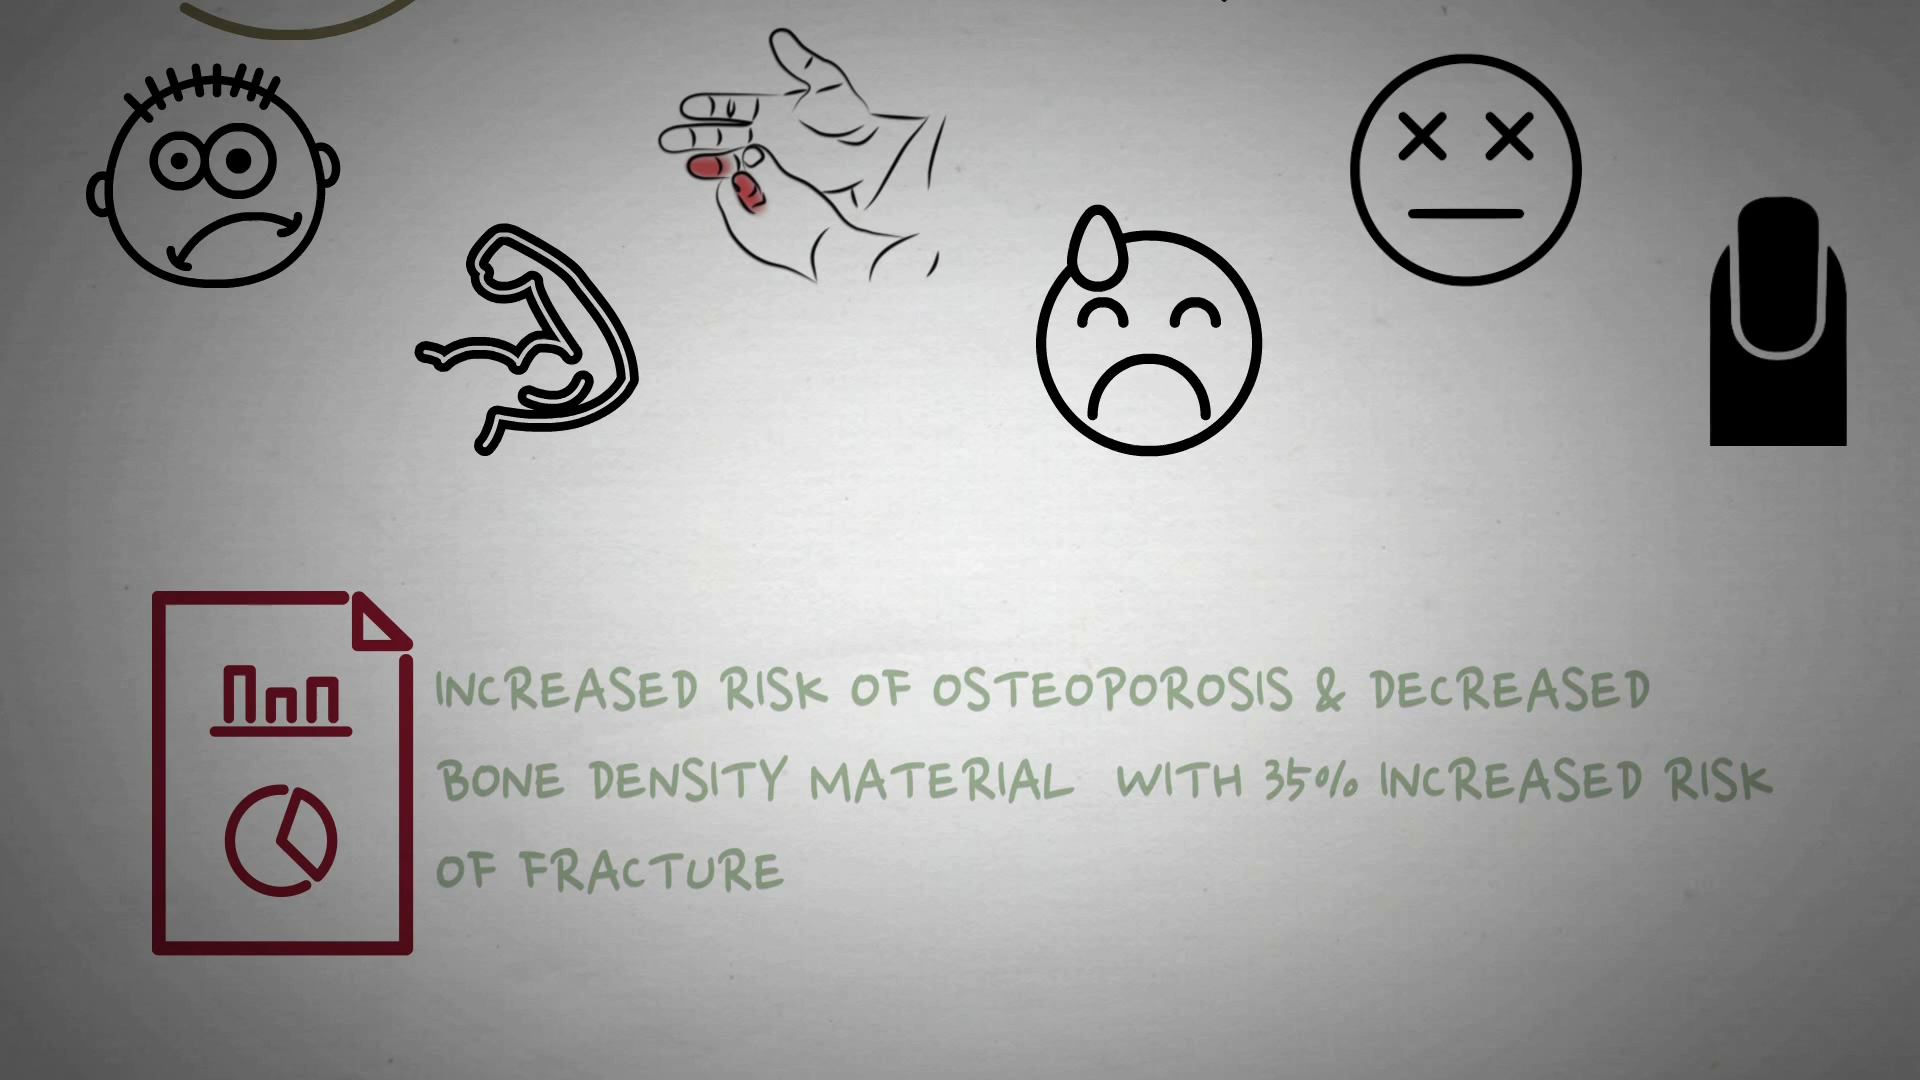 INCREASED RISK OF OSTEOPOROSIS & DECREASED
BONE DENSITY MATERIAL WITH 35% INCREASED RISK
OF FRACTURE